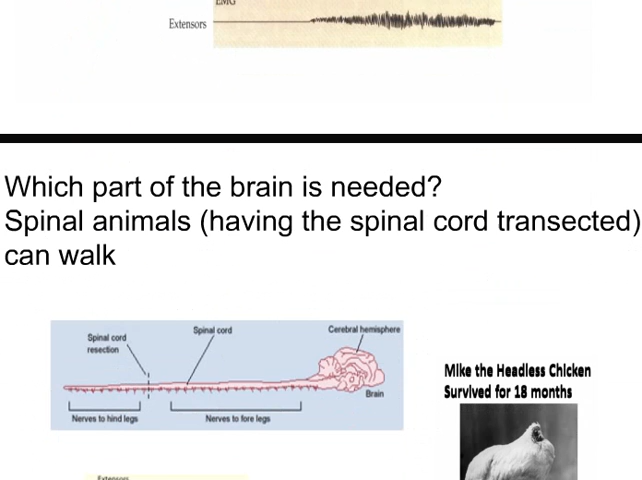 EMG
Extensors
Which part of the brain is needed?
Spinal animals (having the spinal cord transected)
can walk
Spinal cord
resection
Spinal cord
Cerebral hemisphere
Brain
Nerves to hind legs
Nerves to fore legs
Mike the Headless Chicken
Survived for 18 months
Extensors